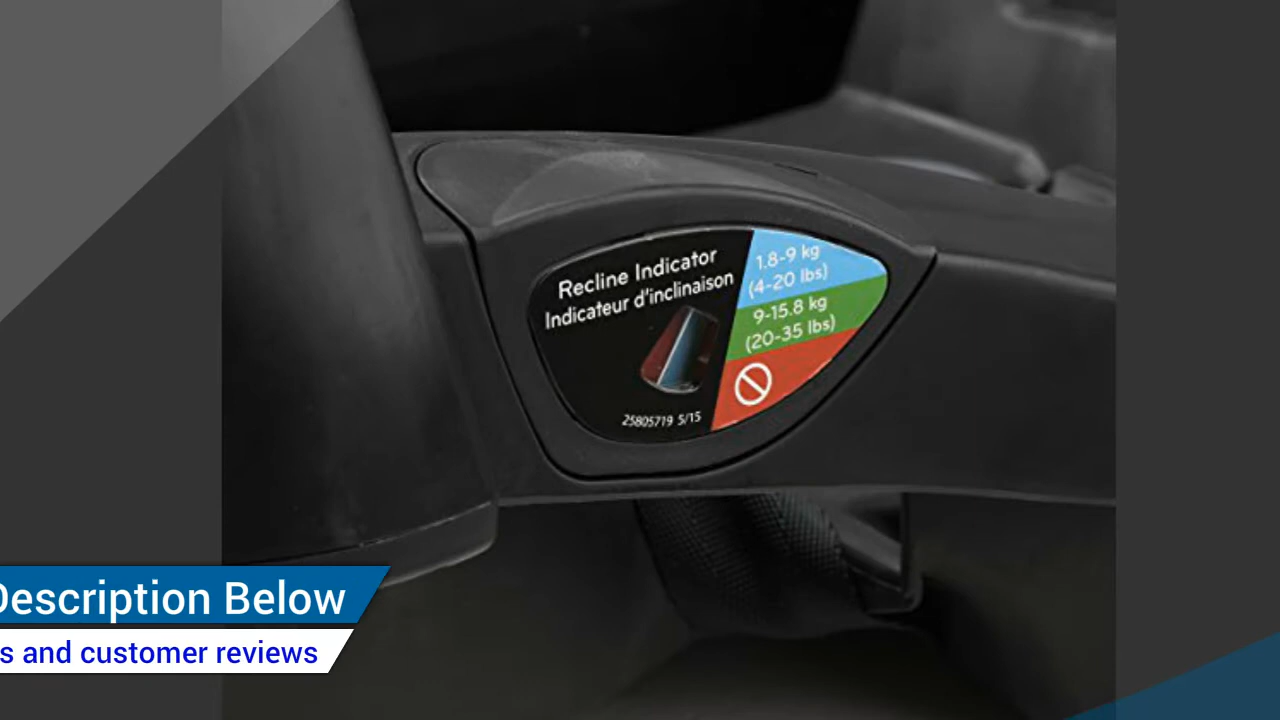 Recline Indicator
Indicateur d'inclinaison
1.8-9 kg
(4-20 lbs)
9-15.8 kg
(20-35 lbs)
25805719 5/15
Description Below
s and customer reviews